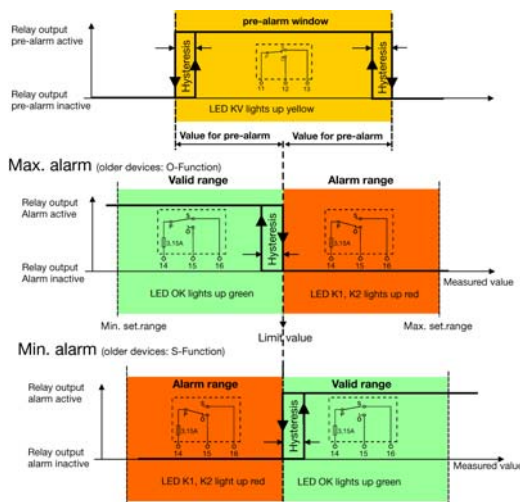 Relay output
pre-alarm active
pre-alarm window
Hysteresis
Hysteresis
11 12 13
Relay output
pre-alarm inactive
LED KV lights up yellow
Value for pre-alarm
Value for pre-alarm
Max. alarm (older devices: O-Function)
Valid range
Alarm range
Relay output
Alarm active
3,15A
14 15 16
Hysteresis
3,15A
14 15 16
Relay output
Alarm inactive
LED OK lights up green
LED K1, K2 lights up red
Measured value
Min. set.range
Limit value
Max. set.range
Min. alarm (older devices: S-Function)
Alarm range
Valid range
Relay output
alarm active
3,15A
14 15 16
Hysteresis
3,15A
14 15 16
Relay output
alarm inactive
LED K1, K2 light up red
LED OK lights up green
Measured value